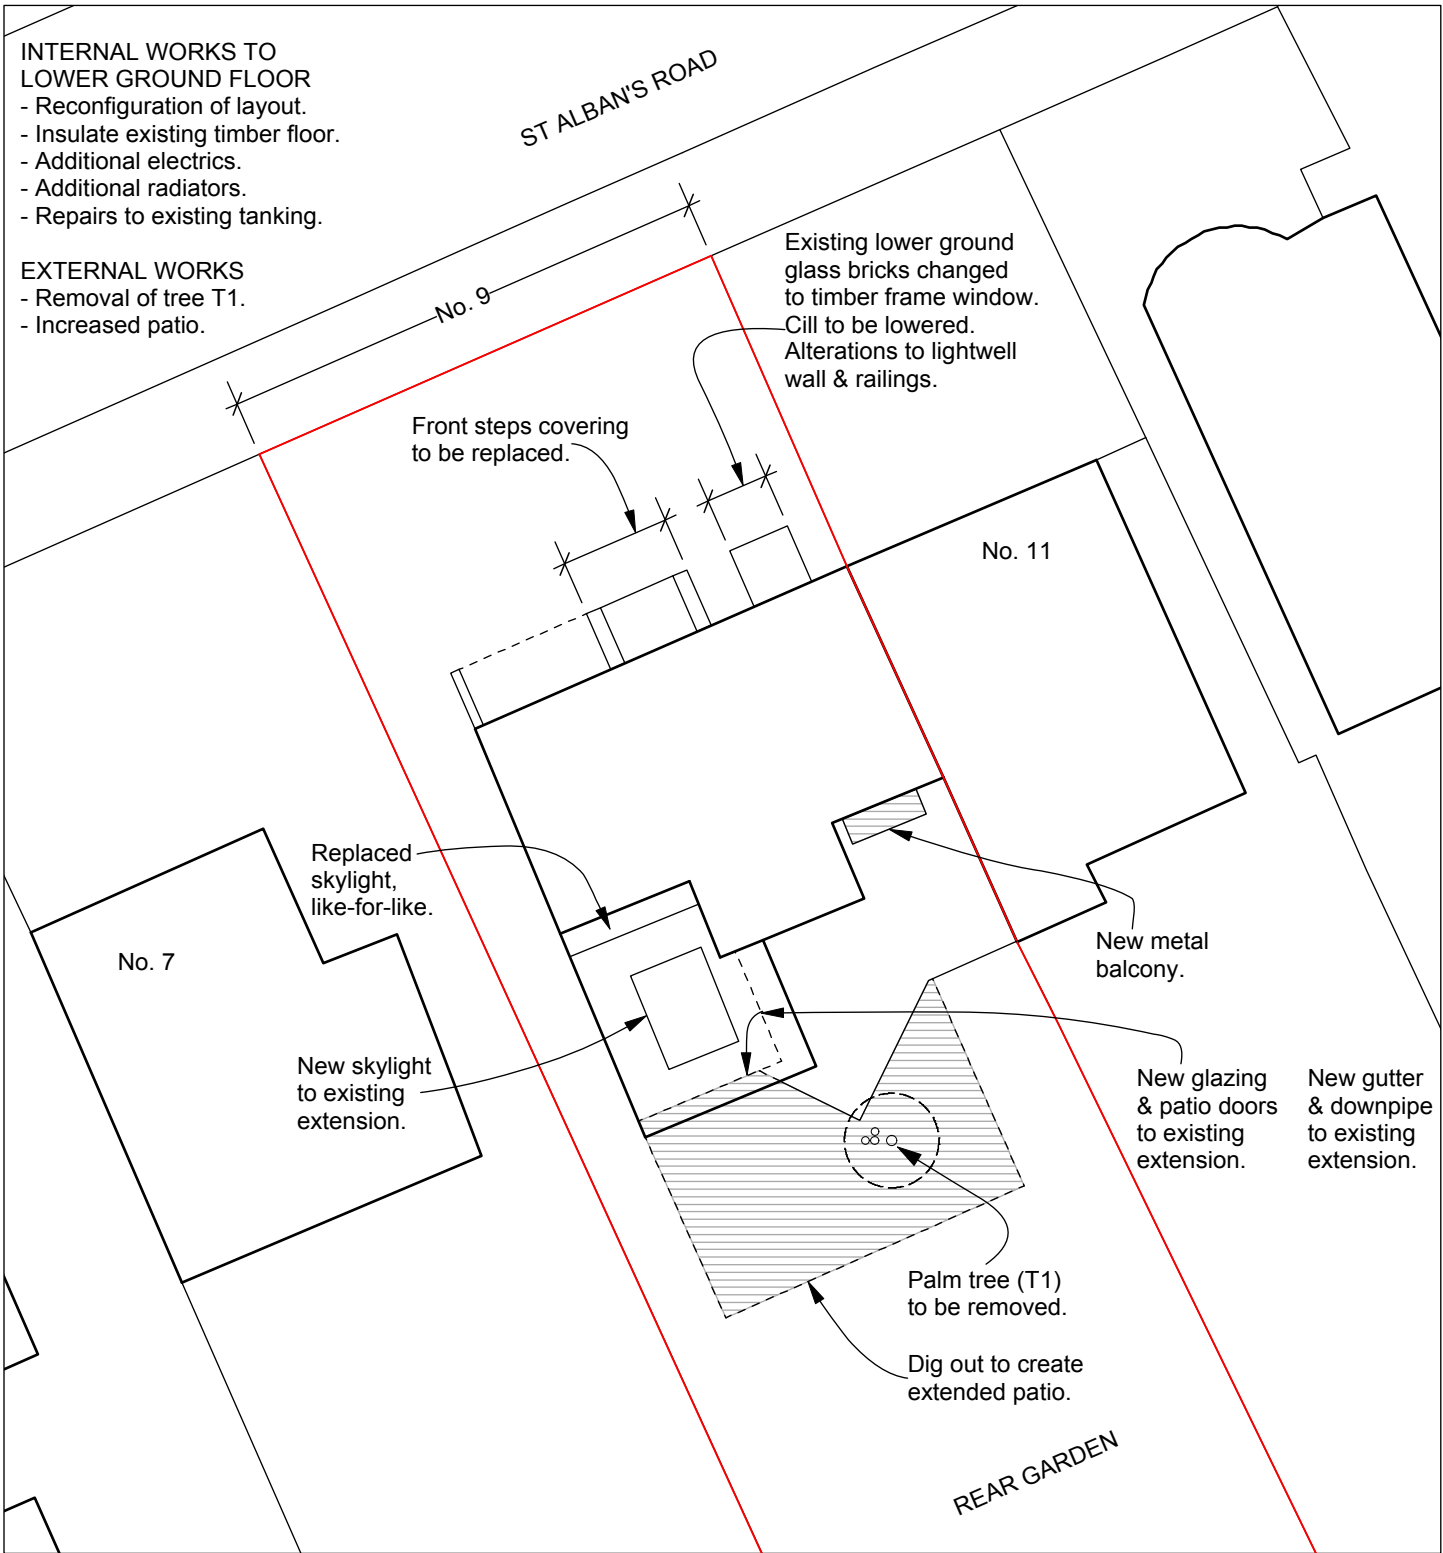 INTERNAL WORKS TO
LOWER GROUND FLOOR
- Reconfiguration of layout.
- Insulate existing timber floor.
- Additional electrics.
- Additional radiators.
- Repairs to existing tanking.
EXTERNAL WORKS
- Removal of tree T1.
- Increased patio.
ST ALBAN'S ROAD
No. 9
Existing lower ground
glass bricks changed
to timber frame window.
Cill to be lowered.
Alterations to lightwell
wall & railings.
Front steps covering
to be replaced.
No. 11
Replaced
skylight,
like-for-like.
No. 7
New metal
balcony.
New skylight
to existing
extension.
New glazing
& patio doors
to existing
extension.
New gutter
& downpipe
to existing
extension.
Palm tree (T1)
to be removed.
Dig out to create
extended patio.
REAR GARDEN